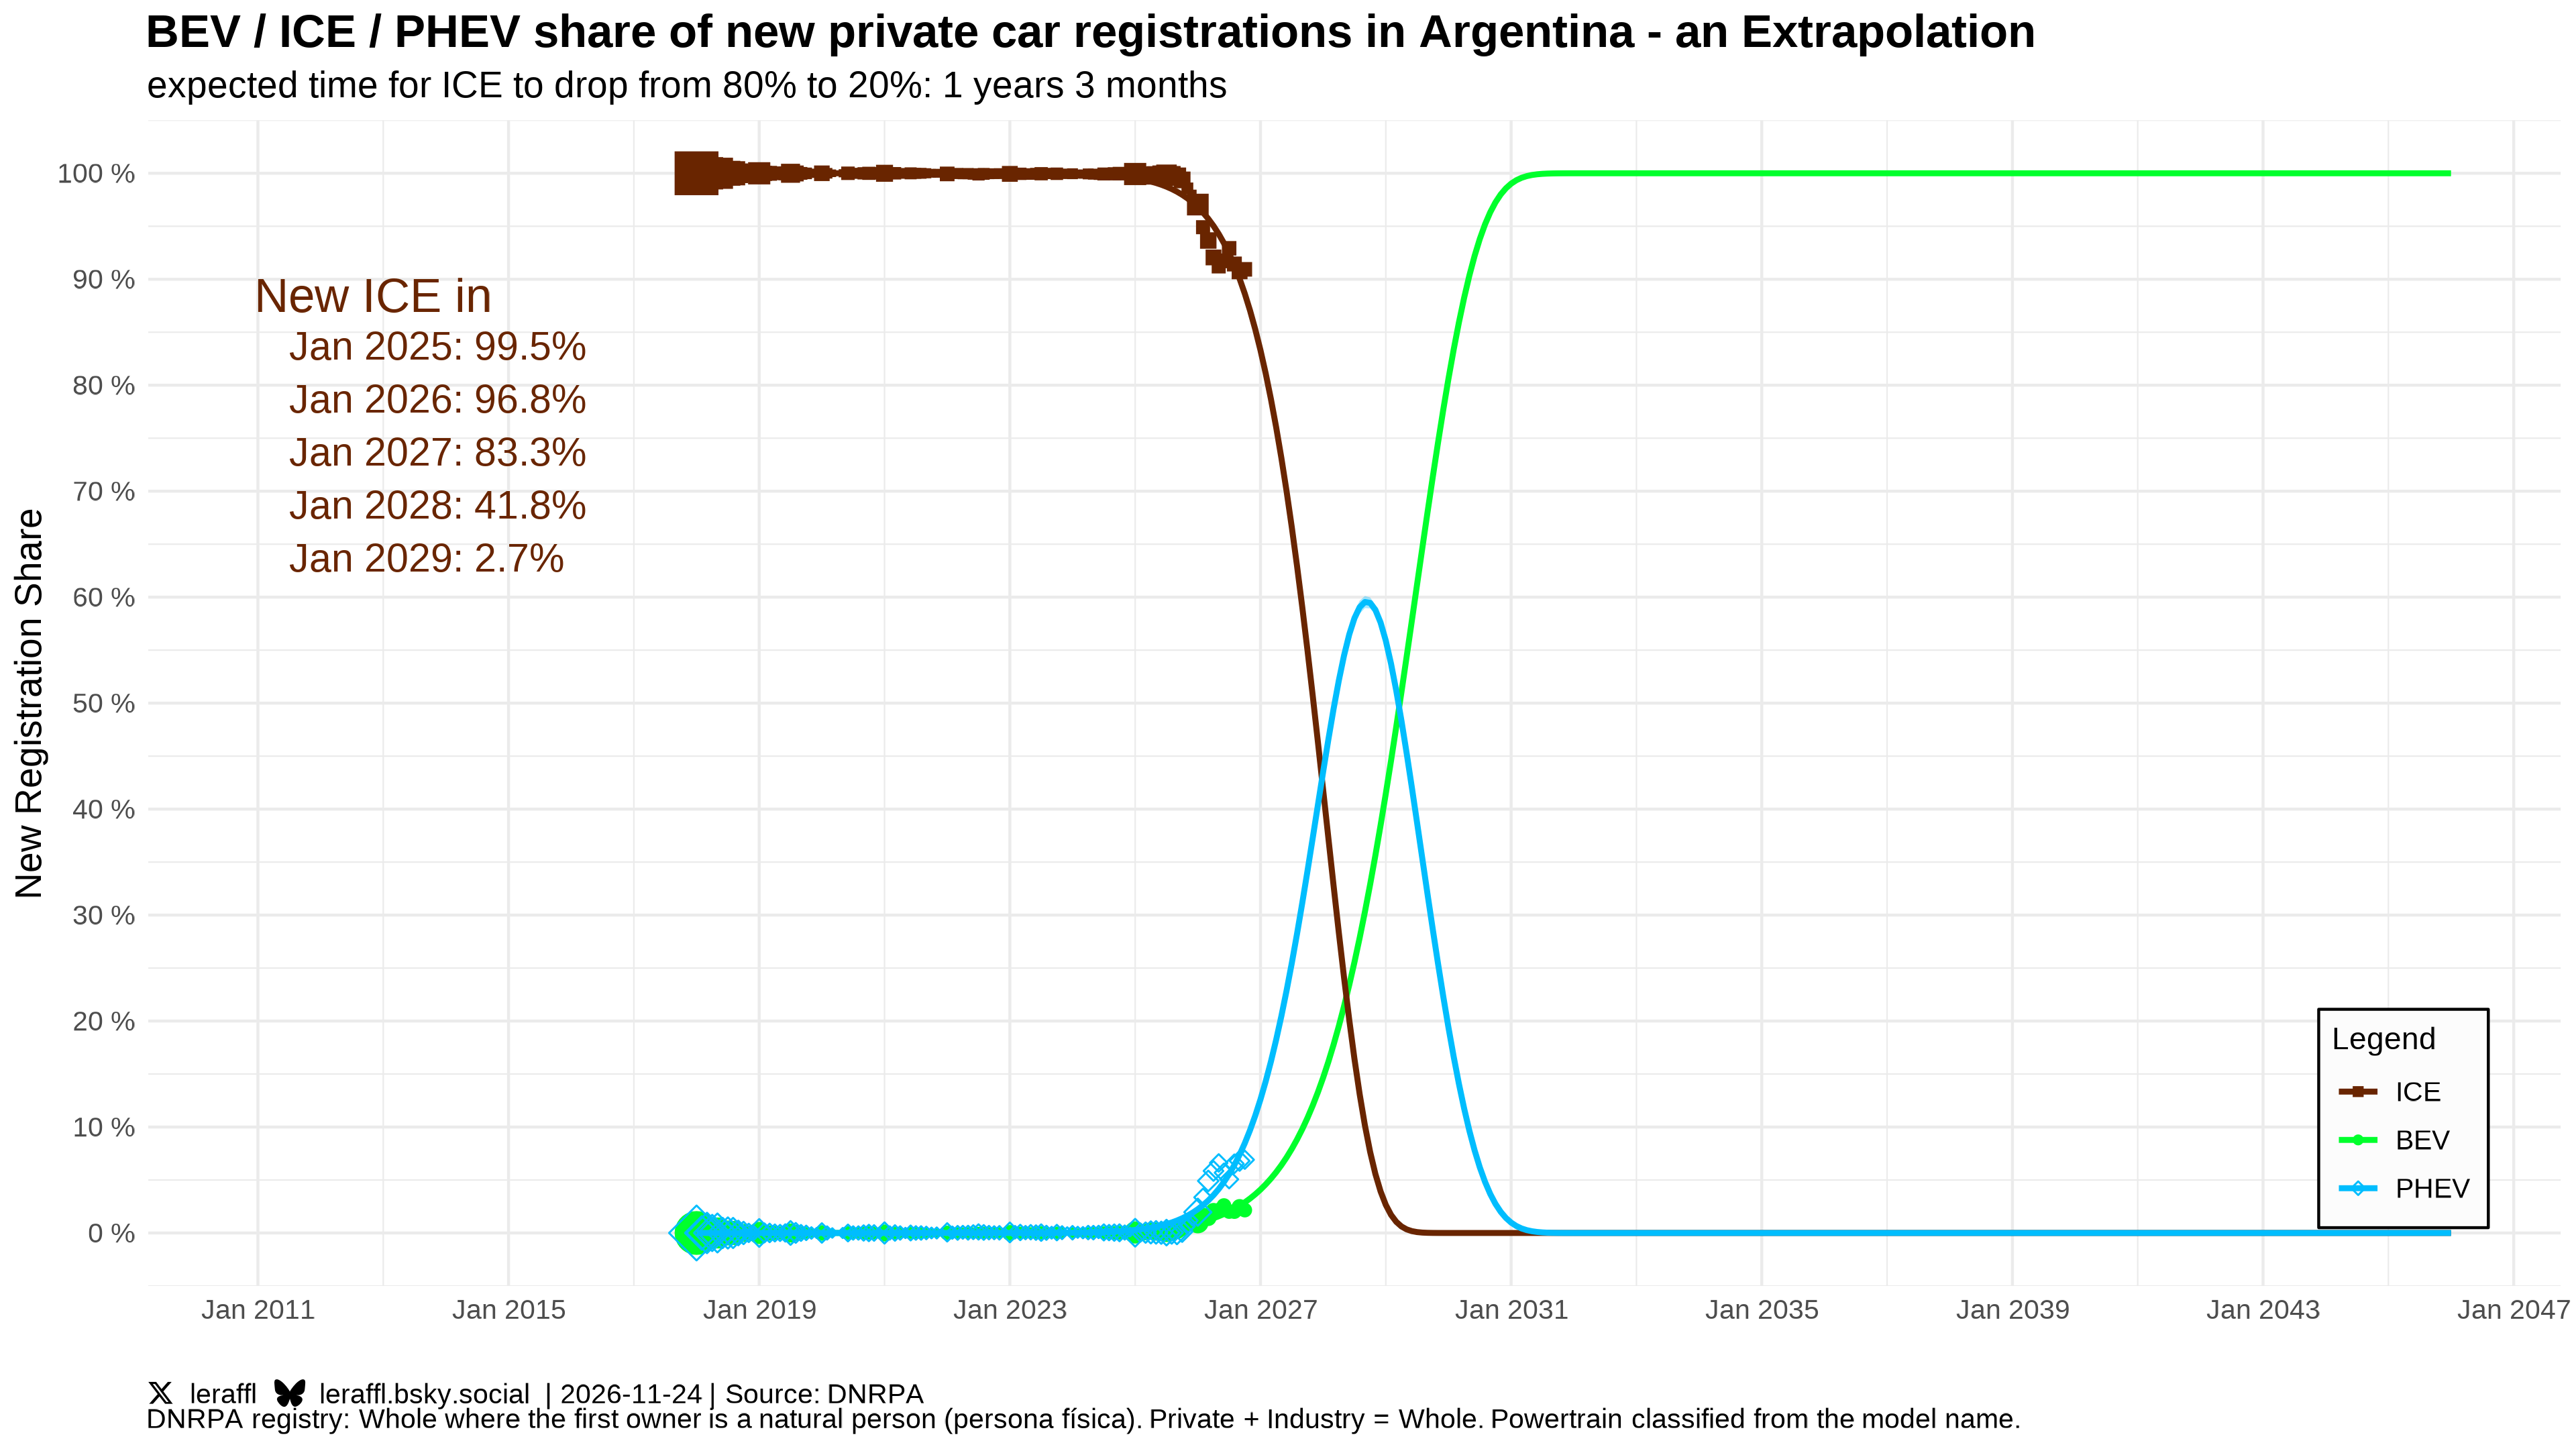 BEV / ICE / PHEV share of new private car registrations in Argentina - an Extrapolation
expected time for ICE to drop from 80% to 20%: 1 years 3 months
New Registration Share
100 %
90 %
80 %
70 %
60 %
50 %
40 %
30 %
20 %
10 %
0 %
New ICE in
Jan 2025: 99.5%
Jan 2026: 96.8%
Jan 2027: 83.3%
Jan 2028: 41.8%
Jan 2029: 2.7%
Legend
ICE
BEV
PHEV
Jan 2011 Jan 2015 Jan 2019 Jan 2023 Jan 2027 Jan 2031 Jan 2035 Jan 2039 Jan 2043 Jan 2047
leraffl leraffl.bsky.social | 2026-11-24 | Source: DNRPA
DNRPA registry: Whole where the first owner is a natural person (persona física). Private + Industry = Whole. Powertrain classified from the model name.